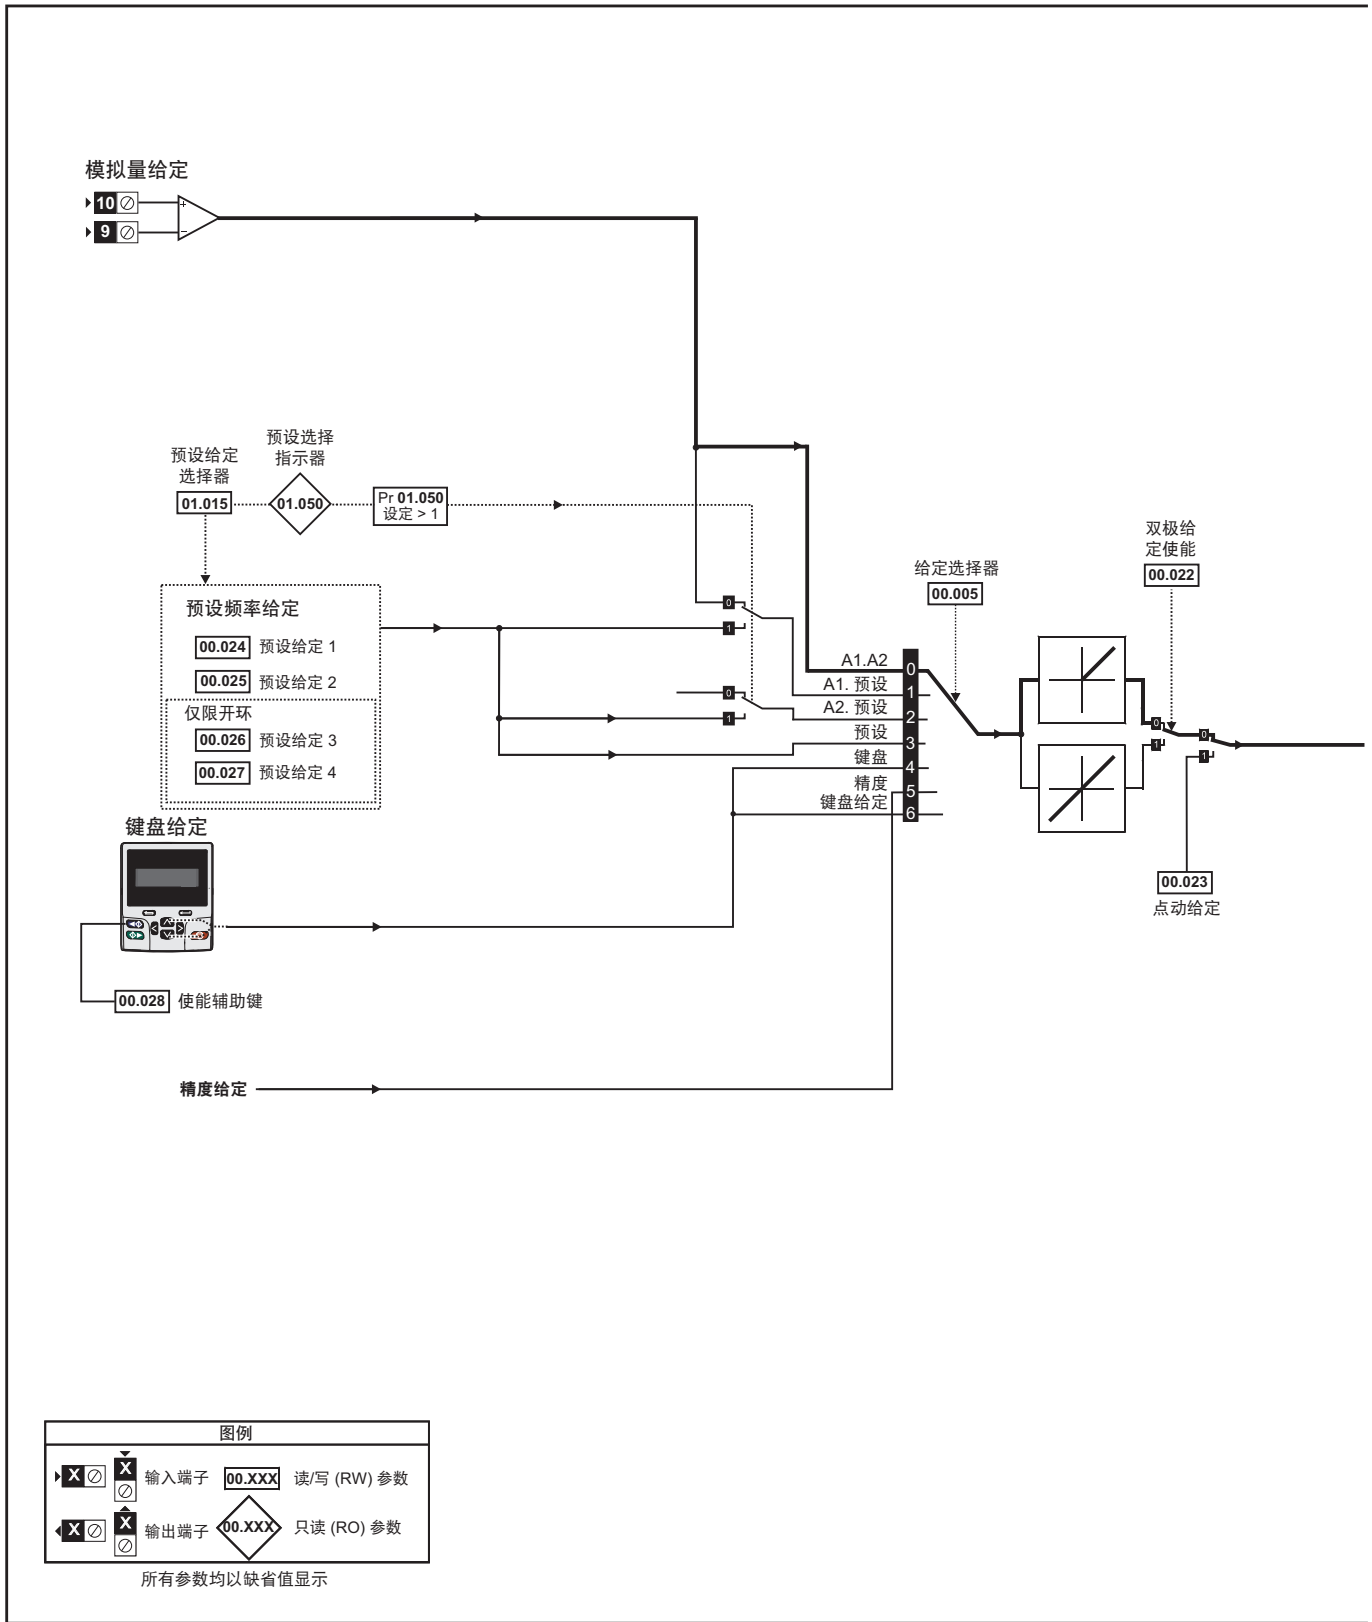 模拟量给定
10
9
+
−
预设给定
选择器
01.015
预设选择
指示器
01.050
Pr 01.050
设定 > 1
预设频率给定
00.024 预设给定 1
00.025 预设给定 2
仅限开环
00.026 预设给定 3
00.027 预设给定 4
0
1
0
1
给定选择器
00.005
A1.A2 0
A1. 预设 1
A2. 预设 2
预设 3
键盘 4
精度 5
键盘给定 6
双极给
定使能
00.022
0
1
0
1
00.023
点动给定
键盘给定
00.028 使能辅助键
精度给定
图例
X X 输入端子 00.XXX 读/写 (RW) 参数
X X 输出端子 00.XXX 只读 (RO) 参数
所有参数均以缺省值显示